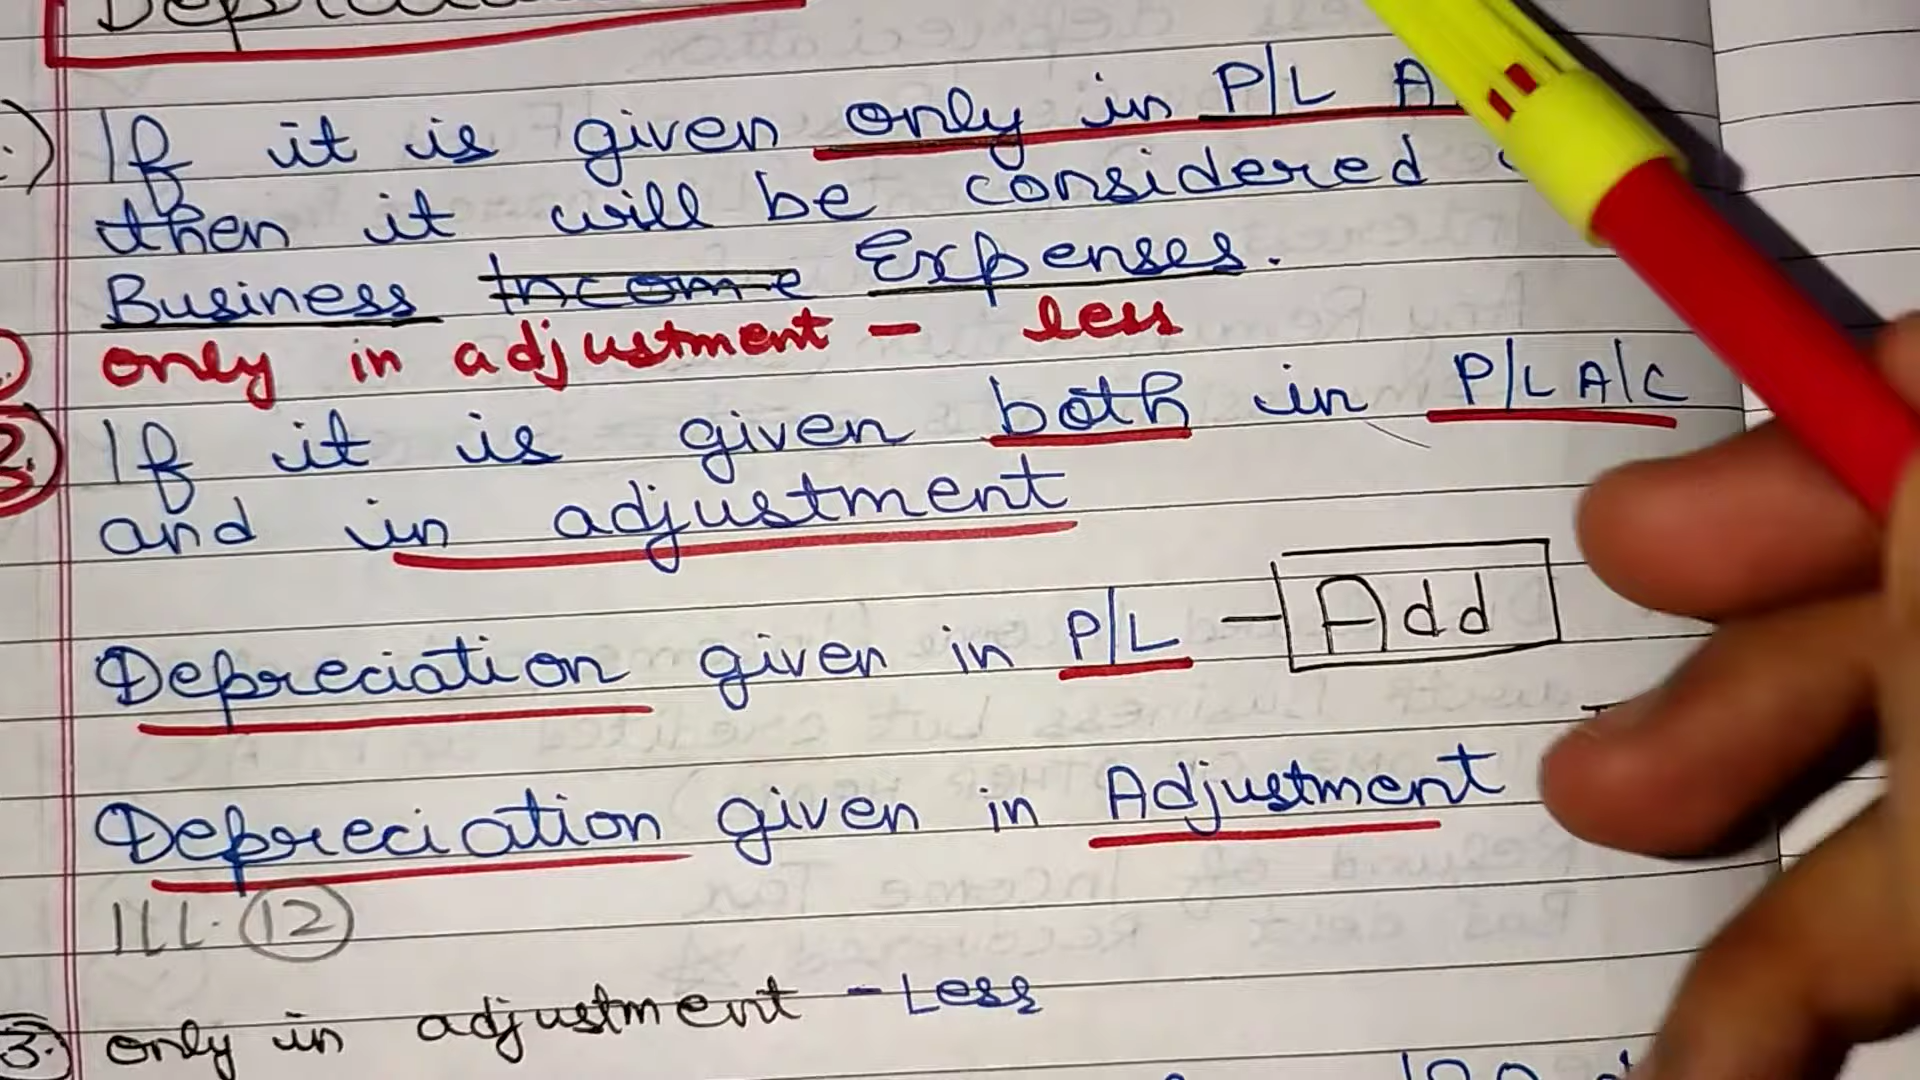 If it is given only in P/L A
then it will be considered
Business Income Expenses.
only in adjustment - less
2. If it is given both in P/L A/C
and in adjustment
Depreciation given in P/L - Add
Depreciation given in Adjustment
ILL. 12
3. only in adjustment - Less